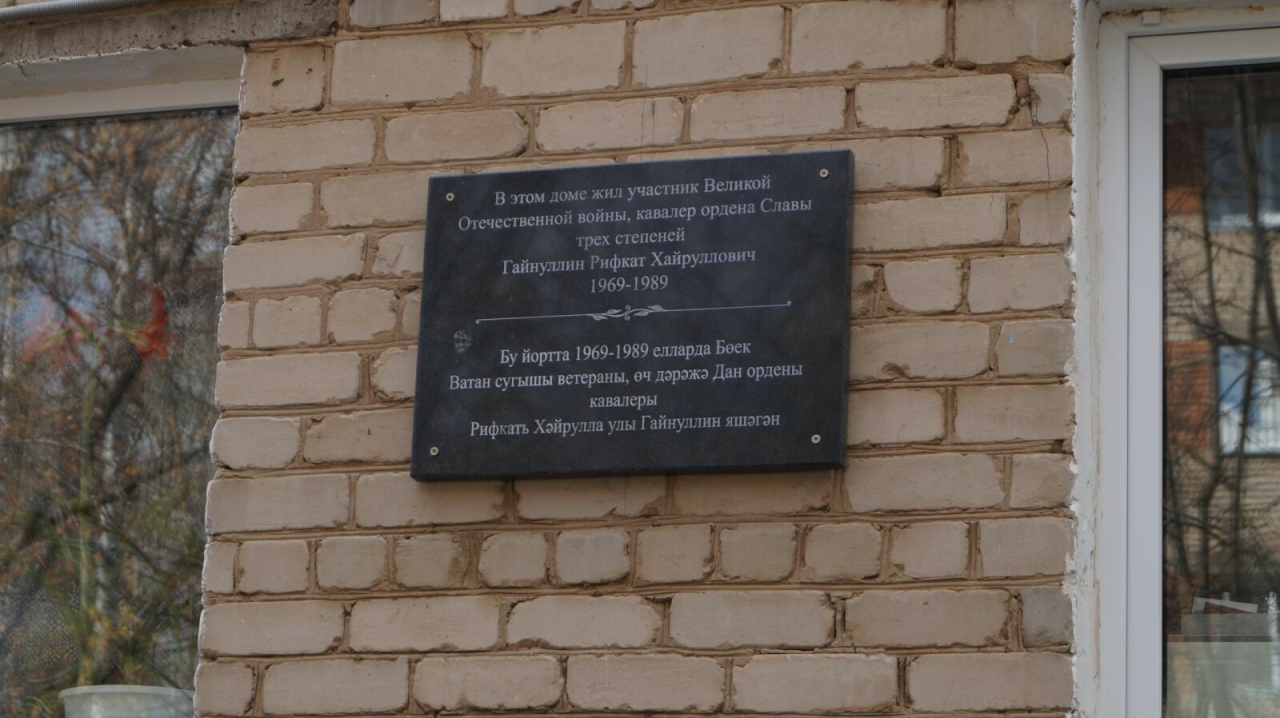 В этом доме жил участник Великой
Отечественной войны, кавалер ордена Славы
трех степеней
Гайнуллин Рифкат Хайруллович
1969-1989
Бу йортта 1969-1989 елларда Бөек
Ватан сугышы ветераны, өч дәрәҗә Дан ордены
кавалеры
Рифкать Хәйрулла улы Гайнуллин яшәгән